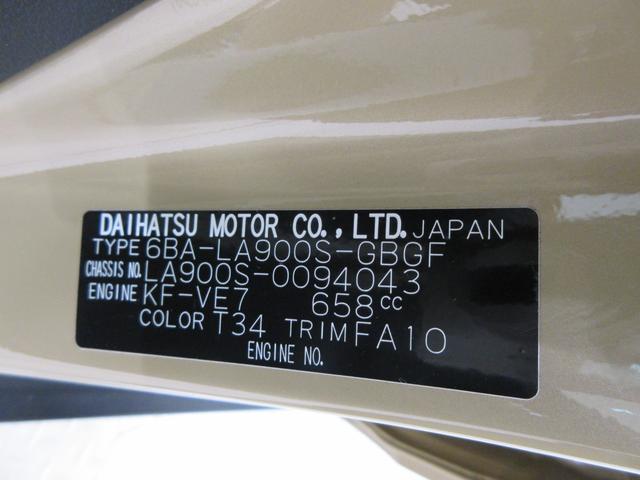 DAIHATSU MOTOR CO., LTD. JAPAN
TYPE 6BA-LA900S-GBGF
CHASSIS NO. LA900S-0094043
ENGINE KF-VE7 658cc
COLOR T34 TRIM FA10
ENGINE NO.